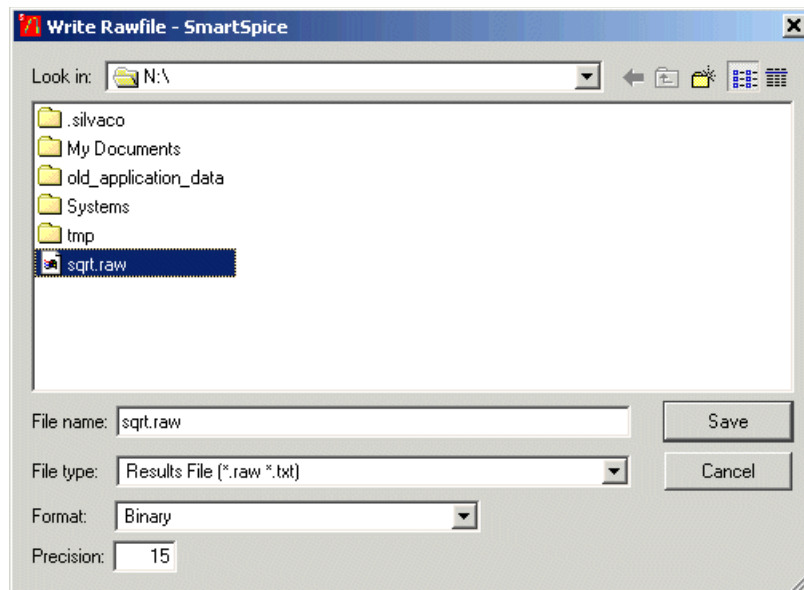 Write Rawfile - SmartSpice
Look in: N:\
.silvaco
My Documents
old_application_data
Systems
tmp
sqrt.raw
File name: sqrt.raw
Save
File type: Results File (*.raw *.txt)
Cancel
Format: Binary
Precision: 15